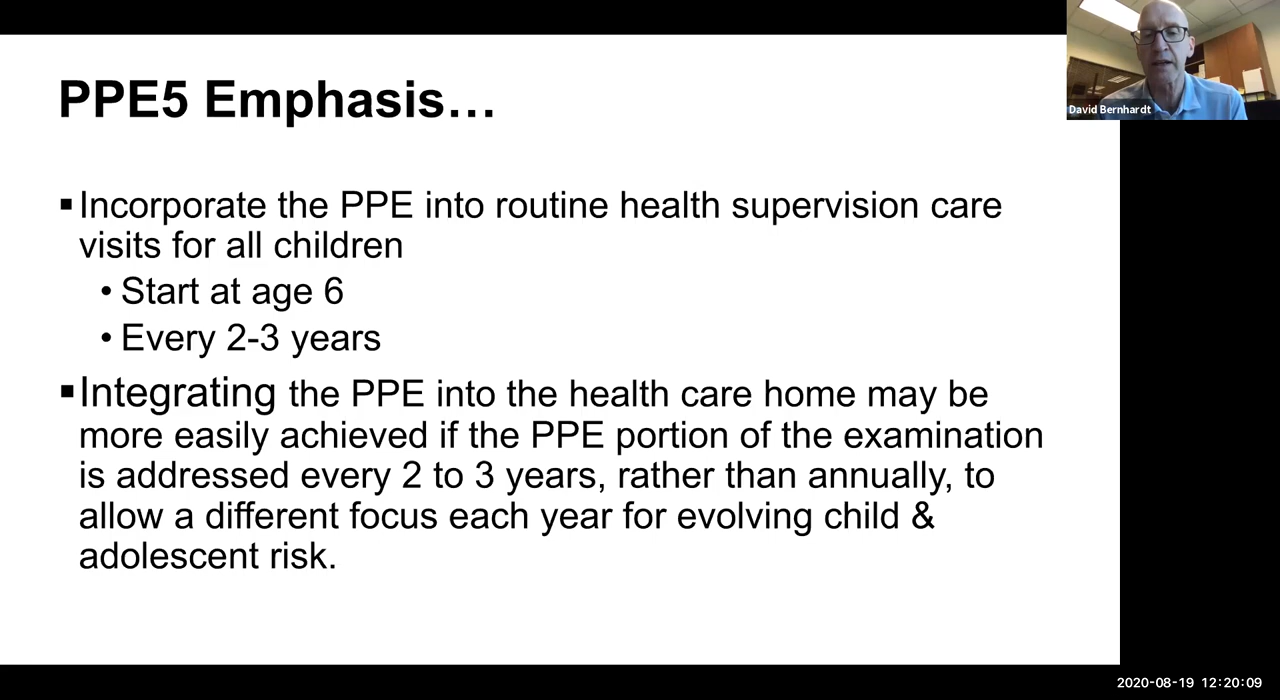 PPE5 Emphasis…
▪Incorporate the PPE into routine health supervision care
visits for all children
• Start at age 6
• Every 2-3 years
▪Integrating the PPE into the health care home may be
more easily achieved if the PPE portion of the examination
is addressed every 2 to 3 years, rather than annually, to
allow a different focus each year for evolving child &
adolescent risk.
David Bernhardt
2020-08-19 12:20:09